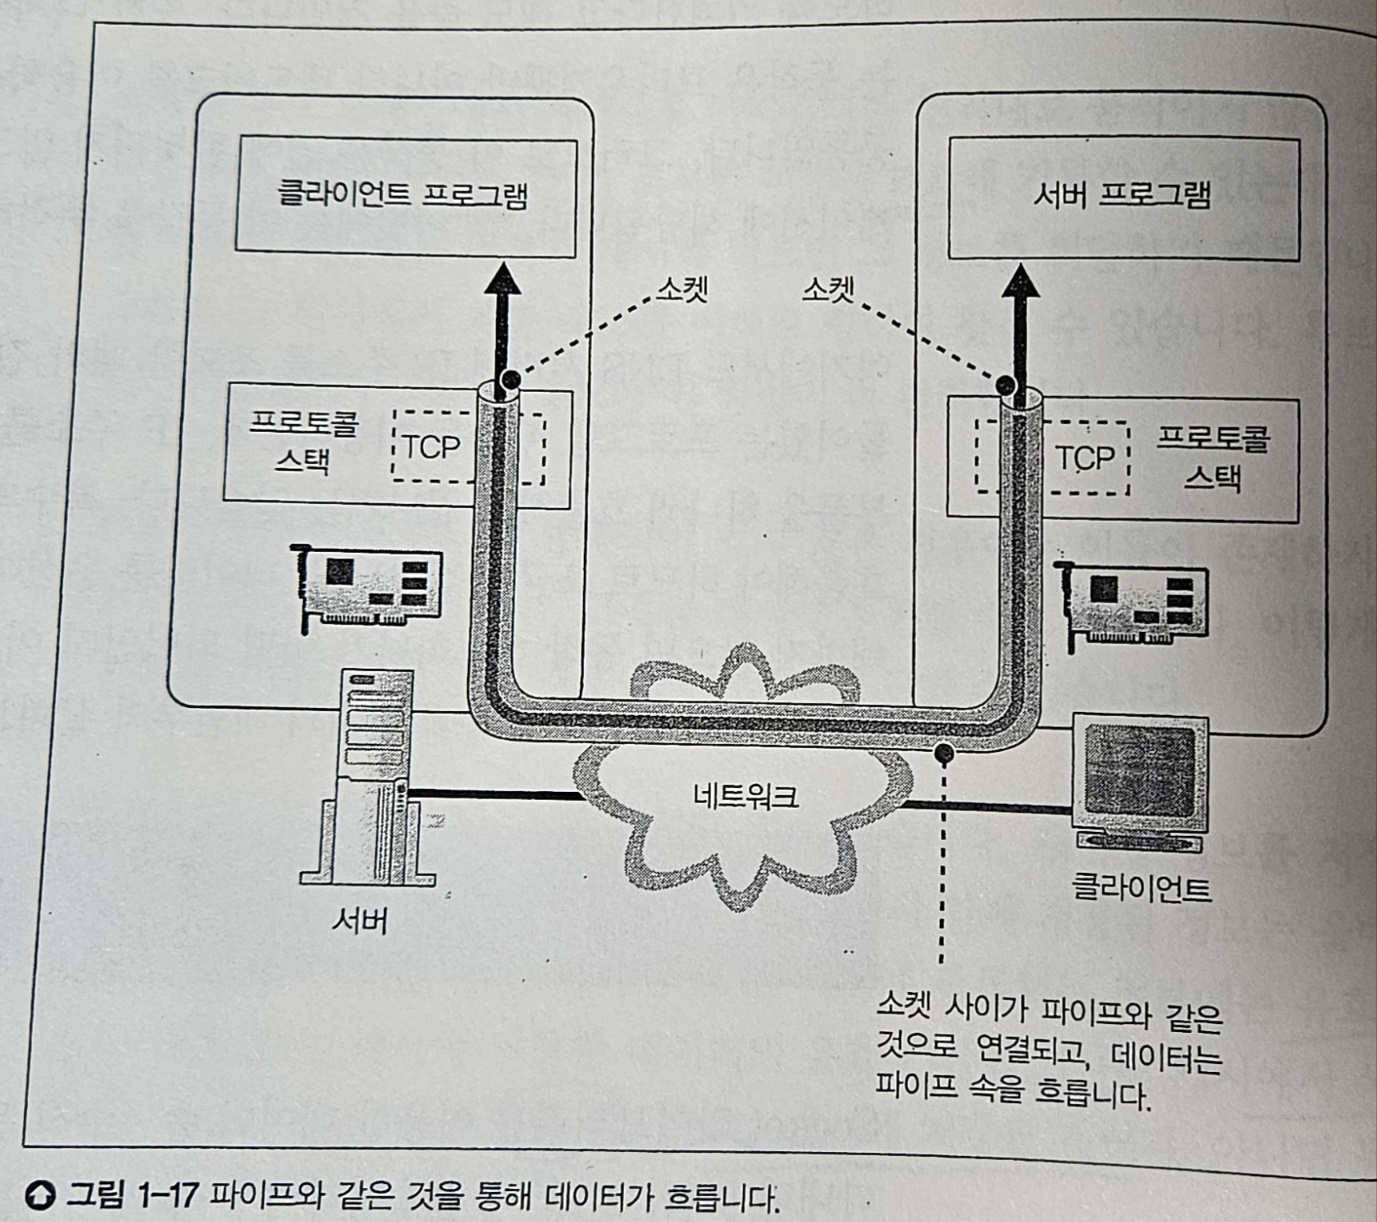 클라이언트 프로그램
서버 프로그램
소켓
소켓
프로토콜
스택
TCP
TCP
프로토콜
스택
네트워크
서버
클라이언트
소켓 사이가 파이프와 같은
것으로 연결되고, 데이터는
파이프 속을 흐릅니다.
그림 1-17 파이프와 같은 것을 통해 데이터가 흐릅니다.